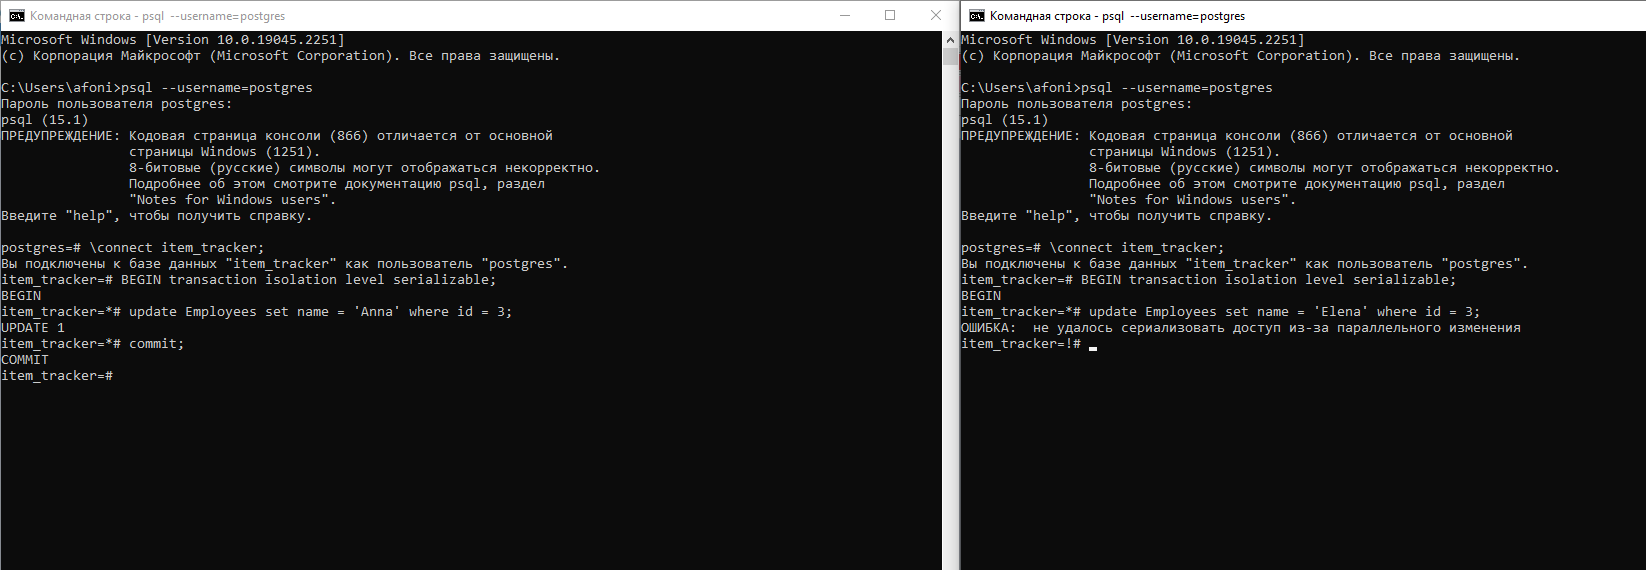 Командная строка - psql --username=postgres
Microsoft Windows [Version 10.0.19045.2251]
(c) Корпорация Майкрософт (Microsoft Corporation). Все права защищены.
C:\Users\afoni>psql --username=postgres
Пароль пользователя postgres:
psql (15.1)
ПРЕДУПРЕЖДЕНИЕ: Кодовая страница консоли (866) отличается от основной
страницы Windows (1251).
8-битовые (русские) символы могут отображаться некорректно.
Подробнее об этом смотрите документацию psql, раздел
"Notes for Windows users".
Введите "help", чтобы получить справку.
postgres=# \connect item_tracker;
Вы подключены к базе данных "item_tracker" как пользователь "postgres".
item_tracker=# BEGIN transaction isolation level serializable;
BEGIN
item_tracker=*# update Employees set name = 'Anna' where id = 3;
UPDATE 1
item_tracker=*# commit;
COMMIT
item_tracker=#
Командная строка - psql --username=postgres
Microsoft Windows [Version 10.0.19045.2251]
(c) Корпорация Майкрософт (Microsoft Corporation). Все права защищены.
C:\Users\afoni>psql --username=postgres
Пароль пользователя postgres:
psql (15.1)
ПРЕДУПРЕЖДЕНИЕ: Кодовая страница консоли (866) отличается от основной
страницы Windows (1251).
8-битовые (русские) символы могут отображаться некорректно.
Подробнее об этом смотрите документацию psql, раздел
"Notes for Windows users".
Введите "help", чтобы получить справку.
postgres=# \connect item_tracker;
Вы подключены к базе данных "item_tracker" как пользователь "postgres".
item_tracker=# BEGIN transaction isolation level serializable;
BEGIN
item_tracker=*# update Employees set name = 'Elena' where id = 3;
ОШИБКА:  не удалось сериализовать доступ из-за параллельного изменения
item_tracker=!#